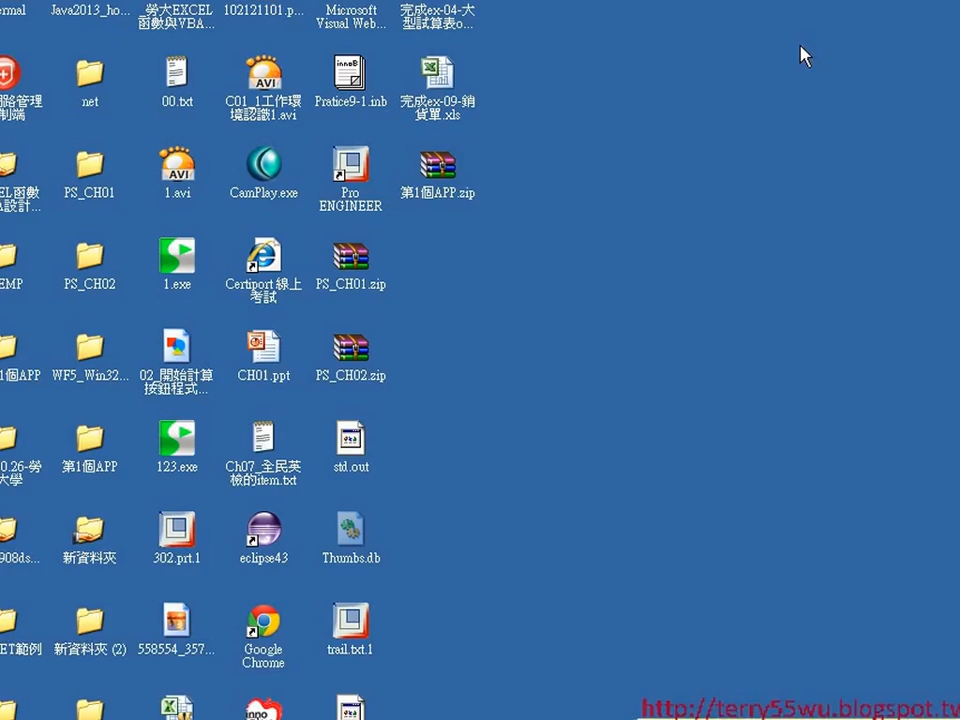 ermal
Java2013_ho...
勞大EXCEL
函數與VBA...
102121101.p...
Microsoft
Visual Web...
完成ex-04-大
型試算表o...
網路管理
制端
net
00.txt
C01_1工作環
境認識1.avi
Pratice9-1.inb
完成ex-09-銷
貨單.xls
EL函數
A設計...
PS_CH01
1.avi
CamPlay.exe
Pro
ENGINEER
第1個APP.zip
EMP
PS_CH02
1.exe
Certiport 線上
考試
PS_CH01.zip
1個APP
WF5_Win32...
02_開始計算
按鈕程式...
CH01.ppt
PS_CH02.zip
0.26-勞
大學
第1個APP
123.exe
Ch07_全民英
檢的item.txt
std.out
908ds...
新資料夾
302.prt.1
eclipse43
Thumbs.db
ET範例
新資料夾 (2)
558554_357...
Google
Chrome
trail.txt.1
http://terry55wu.blogspot.tw